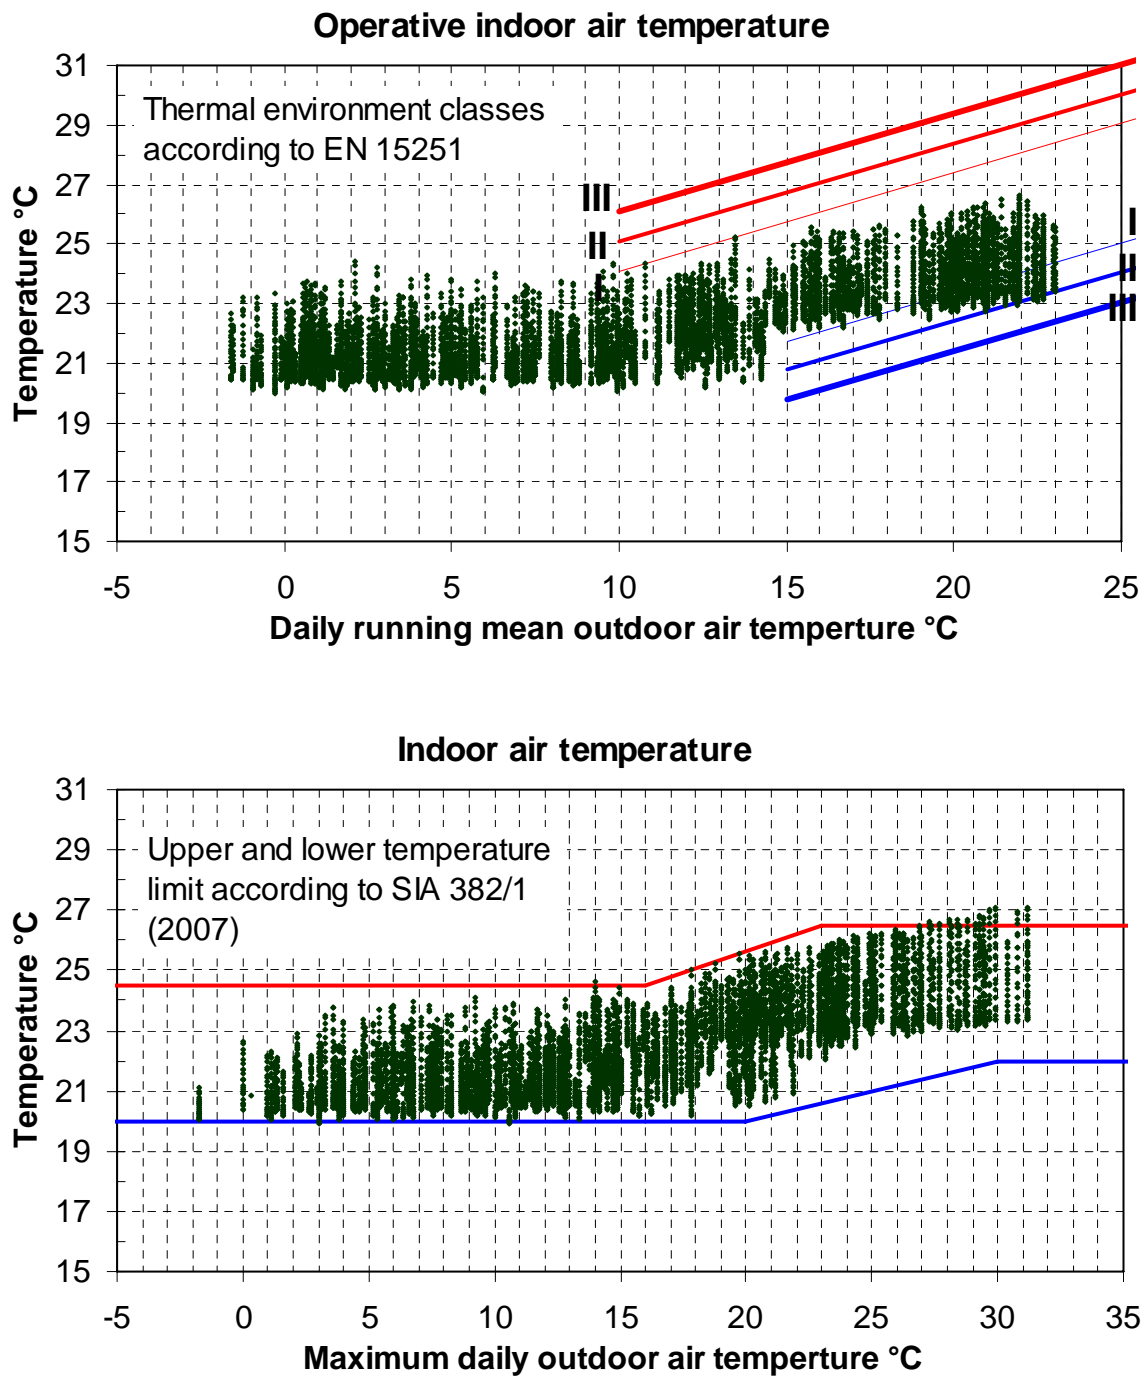 Operative indoor air temperature
31
29
27
25
23
21
19
17
15
Temperature °C
Thermal environment classes
according to EN 15251
III
II
I
I
II
III
-5 0 5 10 15 20 25
Daily running mean outdoor air temperture °C
Indoor air temperature
31
29
27
25
23
21
19
17
15
Temperature °C
Upper and lower temperature
limit according to SIA 382/1
(2007)
-5 0 5 10 15 20 25 30 35
Maximum daily outdoor air temperture °C